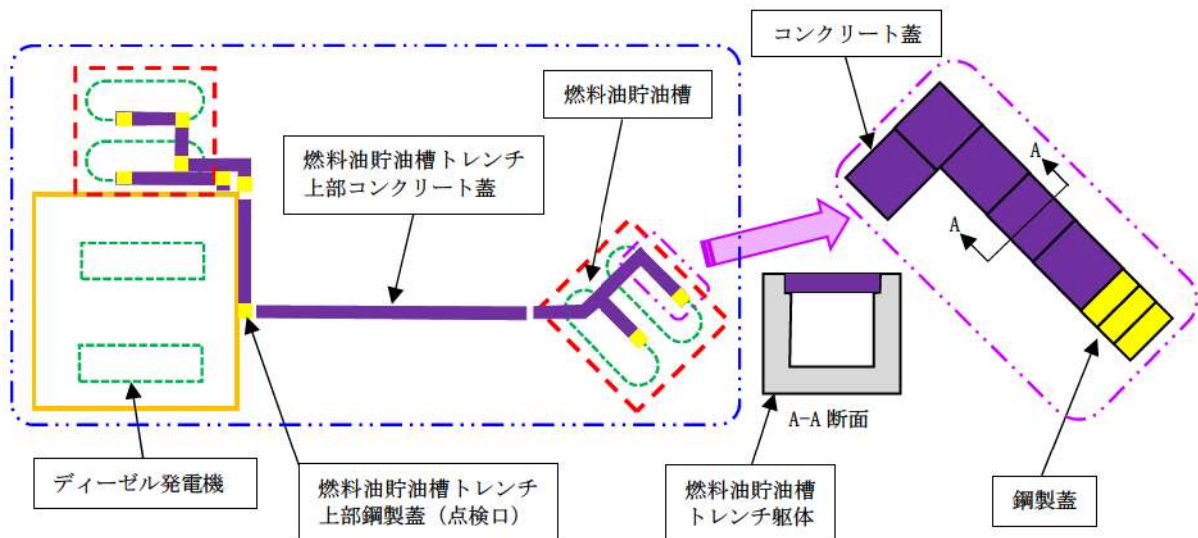 コンクリート蓋
燃料油貯油槽
燃料油貯油槽トレンチ
上部コンクリート蓋
A
A
A-A 断面
ディーゼル発電機
燃料油貯油槽トレンチ
上部鋼製蓋（点検口）
燃料油貯油槽
トレンチ躯体
鋼製蓋